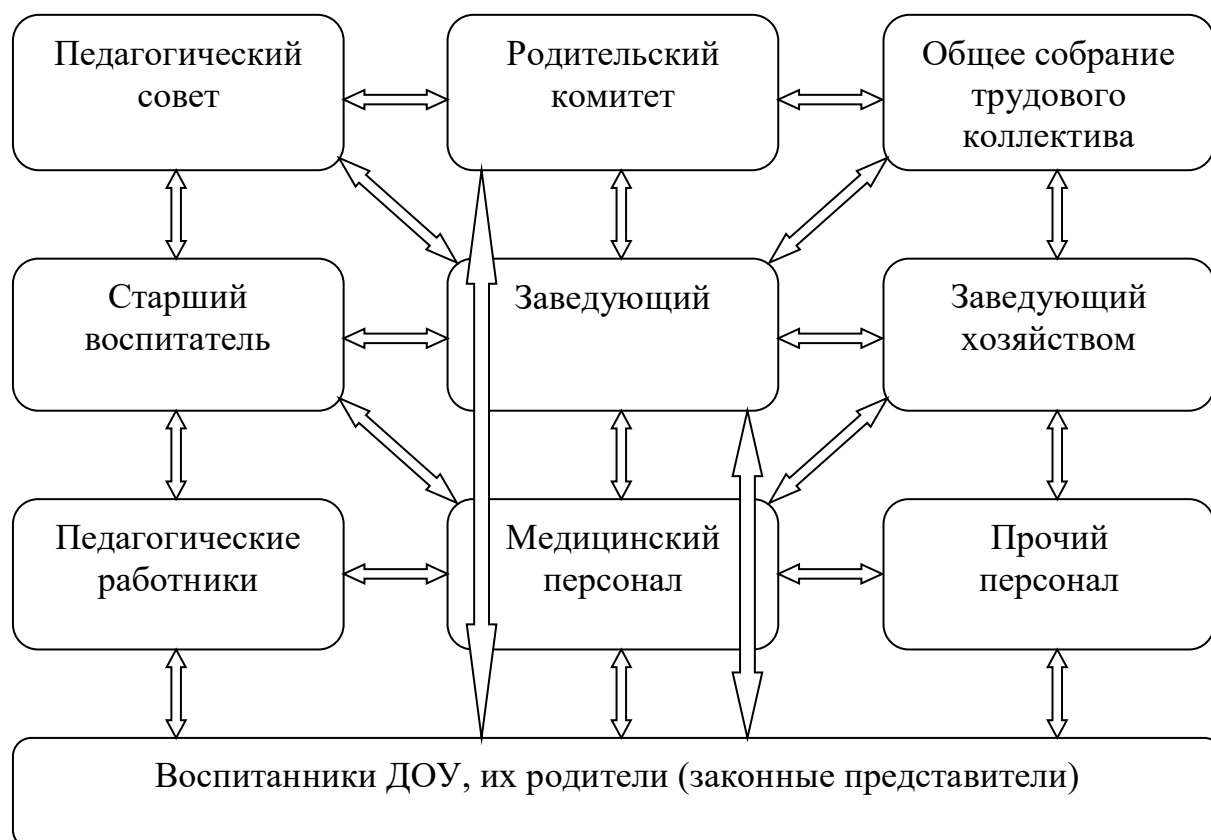 Педагогический
совет
Родительский
комитет
Общее собрание
трудового
коллектива
Старший
воспитатель
Заведующий
Заведующий
хозяйством
Педагогические
работники
Медицинский
персонал
Прочий
персонал
Воспитанники ДОУ, их родители (законные представители)